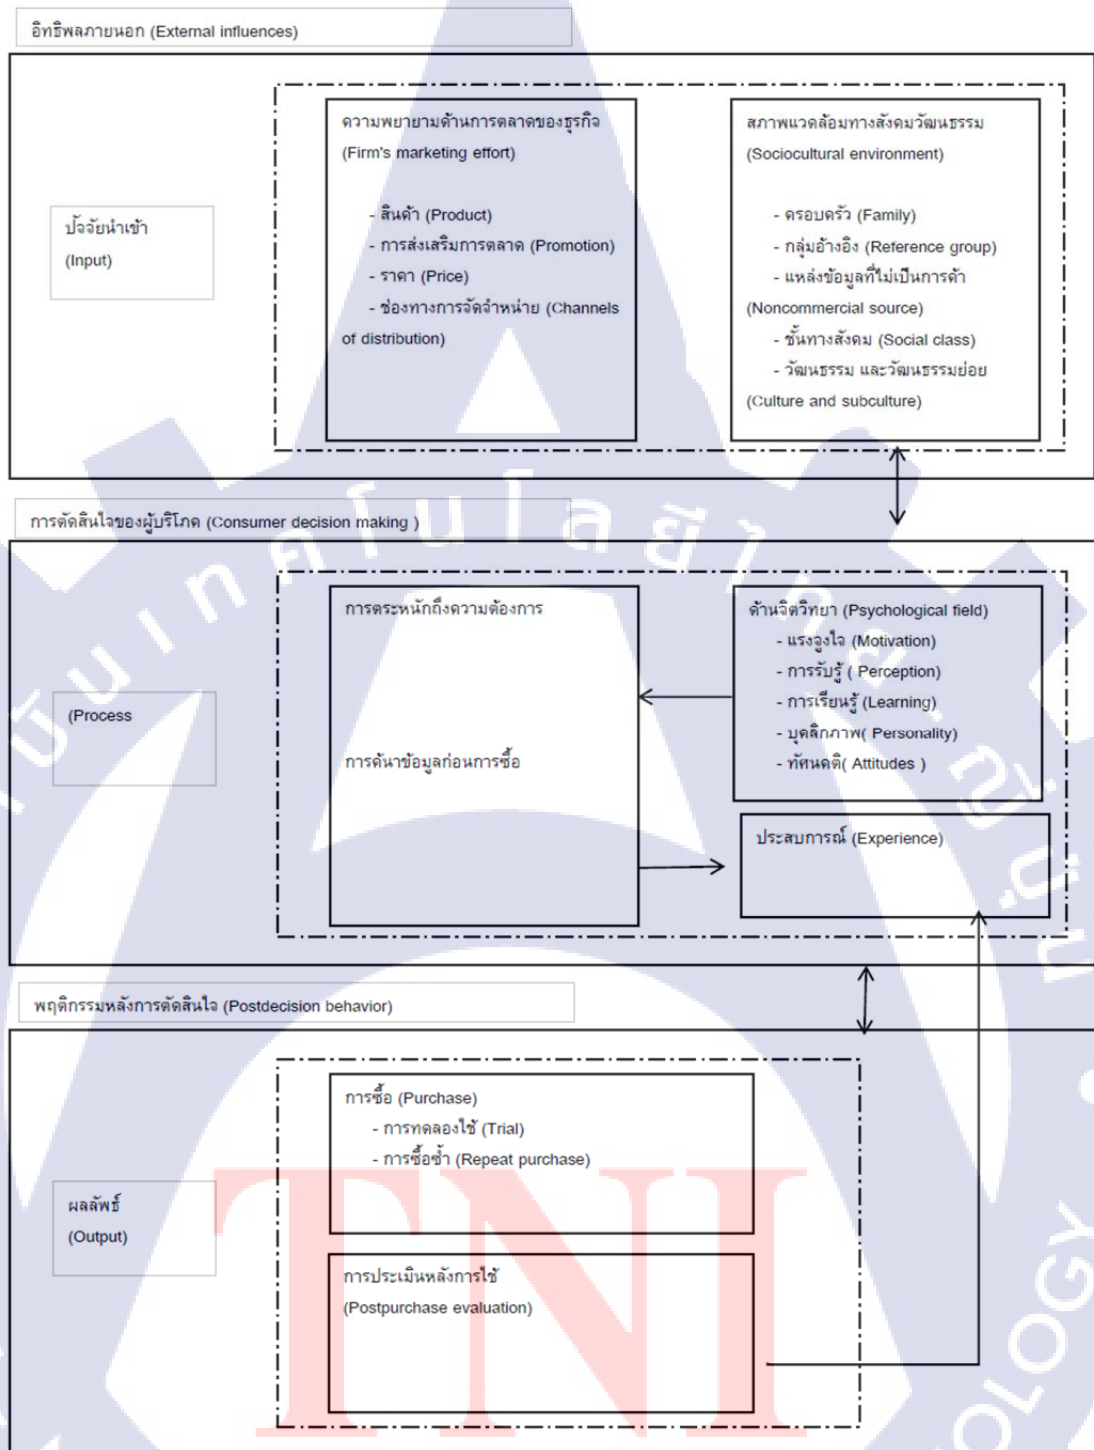 อิทธิพลภายนอก (External influences)
ความพยายามด้านการตลาดของธุรกิจ
(Firm's marketing effort)
- สินค้า (Product)
- การส่งเสริมการตลาด (Promotion)
- ราคา (Price)
- ช่องทางการจัดจำหน่าย (Channels
of distribution)
สภาพแวดล้อมทางสังคมวัฒนธรรม
(Sociocultural environment)
- ครอบครัว (Family)
- กลุ่มอ้างอิง (Reference group)
- แหล่งข้อมูลที่ไม่เป็นการค้า
(Noncommercial source)
- ชั้นทางสังคม (Social class)
- วัฒนธรรม และวัฒนธรรมย่อย
(Culture and subculture)
ปัจจัยนำเข้า
(Input)
การตัดสินใจของผู้บริโภค (Consumer decision making )
การตระหนักถึงความต้องการ
การค้นาข้อมูลก่อนการซื้อ
ด้านจิตวิทยา (Psychological field)
- แรงจูงใจ (Motivation)
- การรับรู้ ( Perception)
- การเรียนรู้ (Learning)
- บุคลิกภาพ( Personality)
- ทัศนคติ( Attitudes )
(Process
ประสบการณ์ (Experience)
พฤติกรรมหลังการตัดสินใจ (Postdecision behavior)
การซื้อ (Purchase)
- การทดลองใช้ (Trial)
- การซื้อซ้ำ (Repeat purchase)
ผลลัพธ์
(Output)
การประเมินหลังการใช้
(Postpurchase evaluation)
TNI